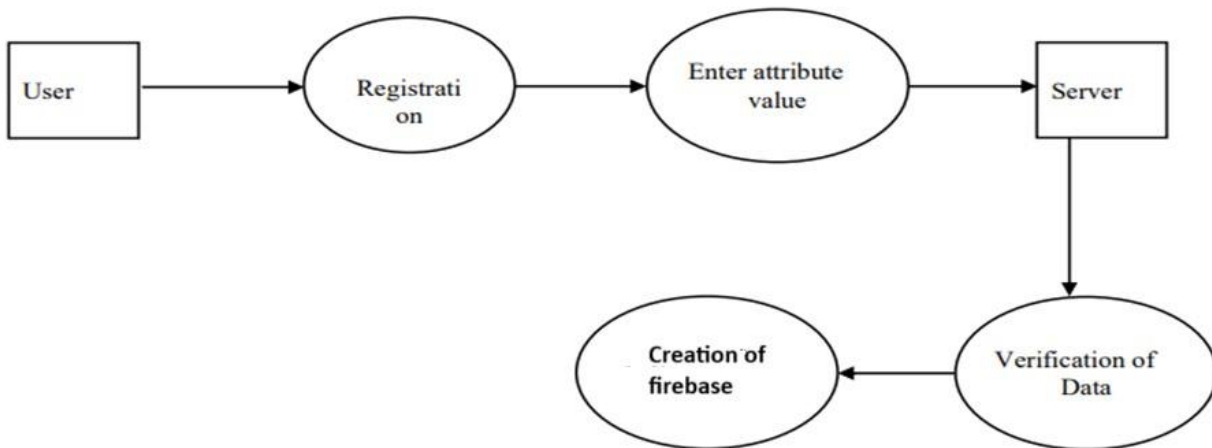 User
Registrati
on
Enter attribute
value
Server
Verification of
Data
Creation of
firebase